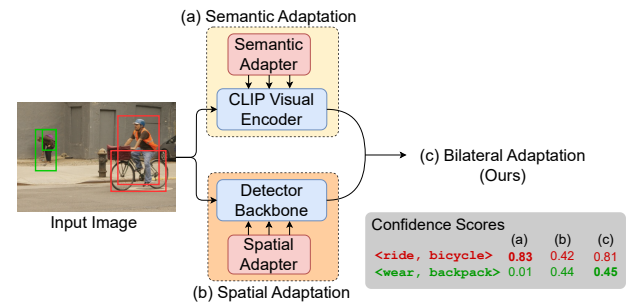 (a) Semantic Adaptation
Semantic
Adapter
CLIP Visual
Encoder
Input Image
Detector
Backbone
Spatial
Adapter
(b) Spatial Adaptation
(c) Bilateral Adaptation
(Ours)
Confidence Scores
(a) (b) (c)
<ride, bicycle> 0.83 0.42 0.81
<wear, backpack> 0.01 0.44 0.45